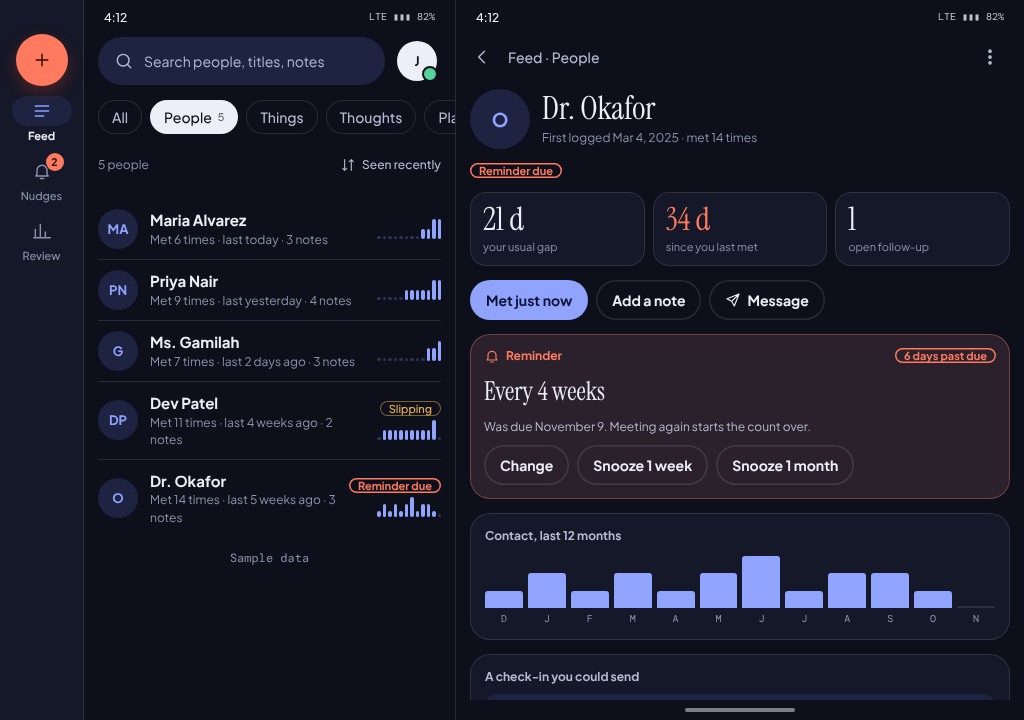 4:12
LTE 82%
+
Feed
2
Nudges
Review
Search people, titles, notes
J
All
People 5
Things
Thoughts
Pla
5 people
Seen recently
MA
Maria Alvarez
Met 6 times · last today · 3 notes
PN
Priya Nair
Met 9 times · last yesterday · 4 notes
G
Ms. Gamilah
Met 7 times · last 2 days ago · 3 notes
DP
Dev Patel
Met 11 times · last 4 weeks ago · 2
notes
Slipping
O
Dr. Okafor
Met 14 times · last 5 weeks ago · 3
notes
Reminder due
Sample data
4:12
LTE 82%
Feed · People
O
Dr. Okafor
First logged Mar 4, 2025 · met 14 times
Reminder due
21 d
your usual gap
34 d
since you last met
1
open follow-up
Met just now
Add a note
Message
Reminder
6 days past due
Every 4 weeks
Was due November 9. Meeting again starts the count over.
Change
Snooze 1 week
Snooze 1 month
Contact, last 12 months
D J F M A M J J A S O N
A check-in you could send